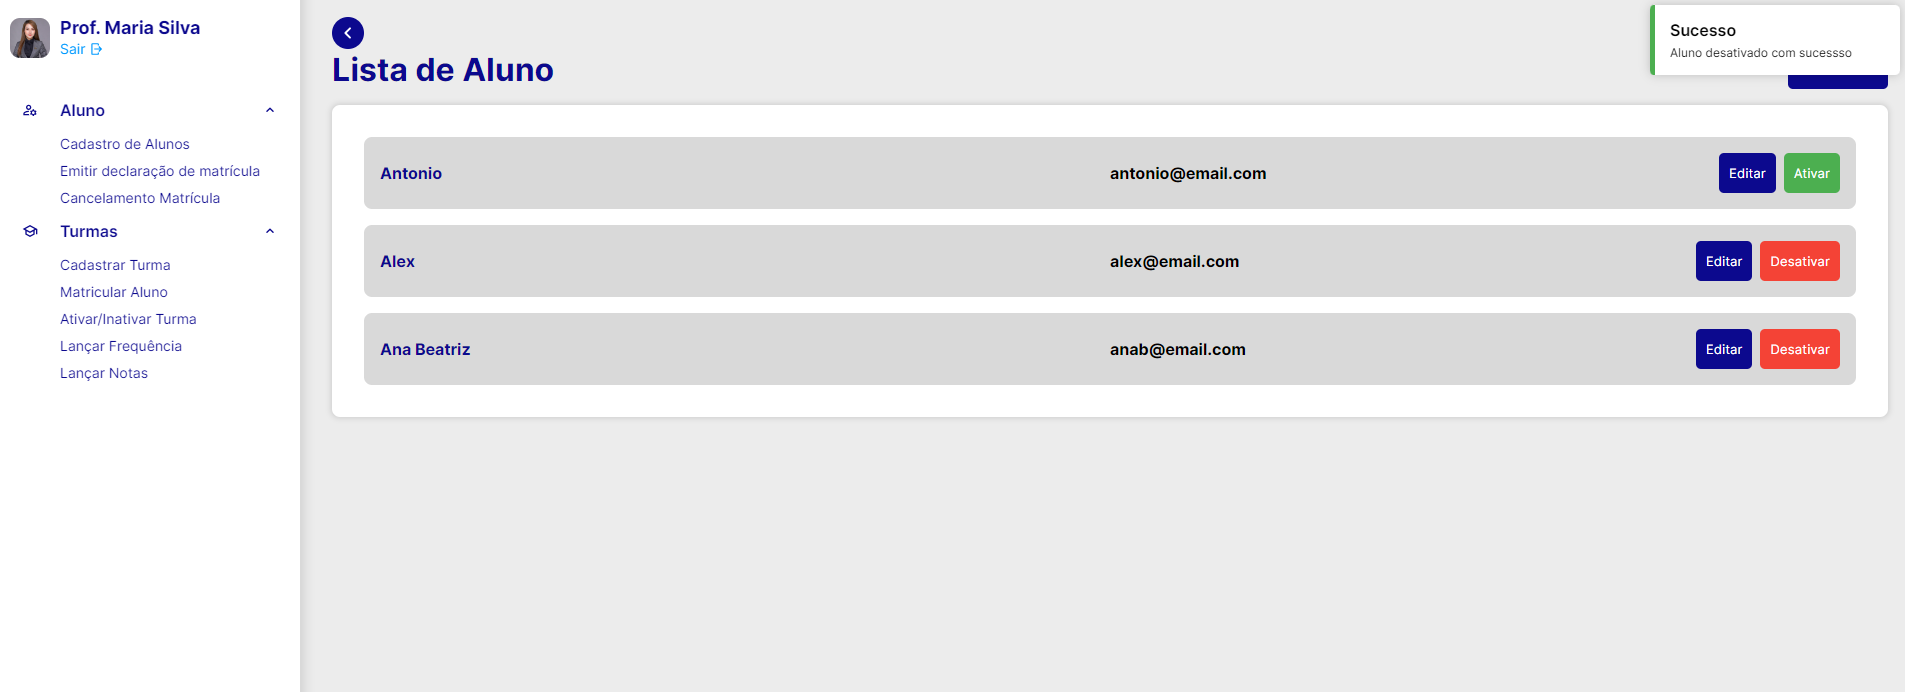 Prof. Maria Silva
Sair
Aluno
Cadastro de Alunos
Emitir declaração de matrícula
Cancelamento Matrícula
Turmas
Cadastrar Turma
Matricular Aluno
Ativar/Inativar Turma
Lançar Frequência
Lançar Notas
Lista de Aluno
Sucesso
Aluno desativado com sucessso
Antonio antonio@email.com Editar Ativar
Alex alex@email.com Editar Desativar
Ana Beatriz anab@email.com Editar Desativar